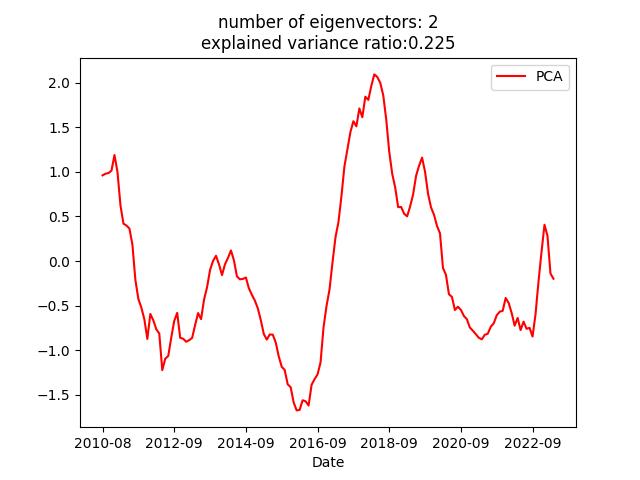 number of eigenvectors: 2
explained variance ratio:0.225
PCA
2.0
1.5
1.0
0.5
0.0
−0.5
−1.0
−1.5
2010-08 2012-09 2014-09 2016-09 2018-09 2020-09 2022-09
Date